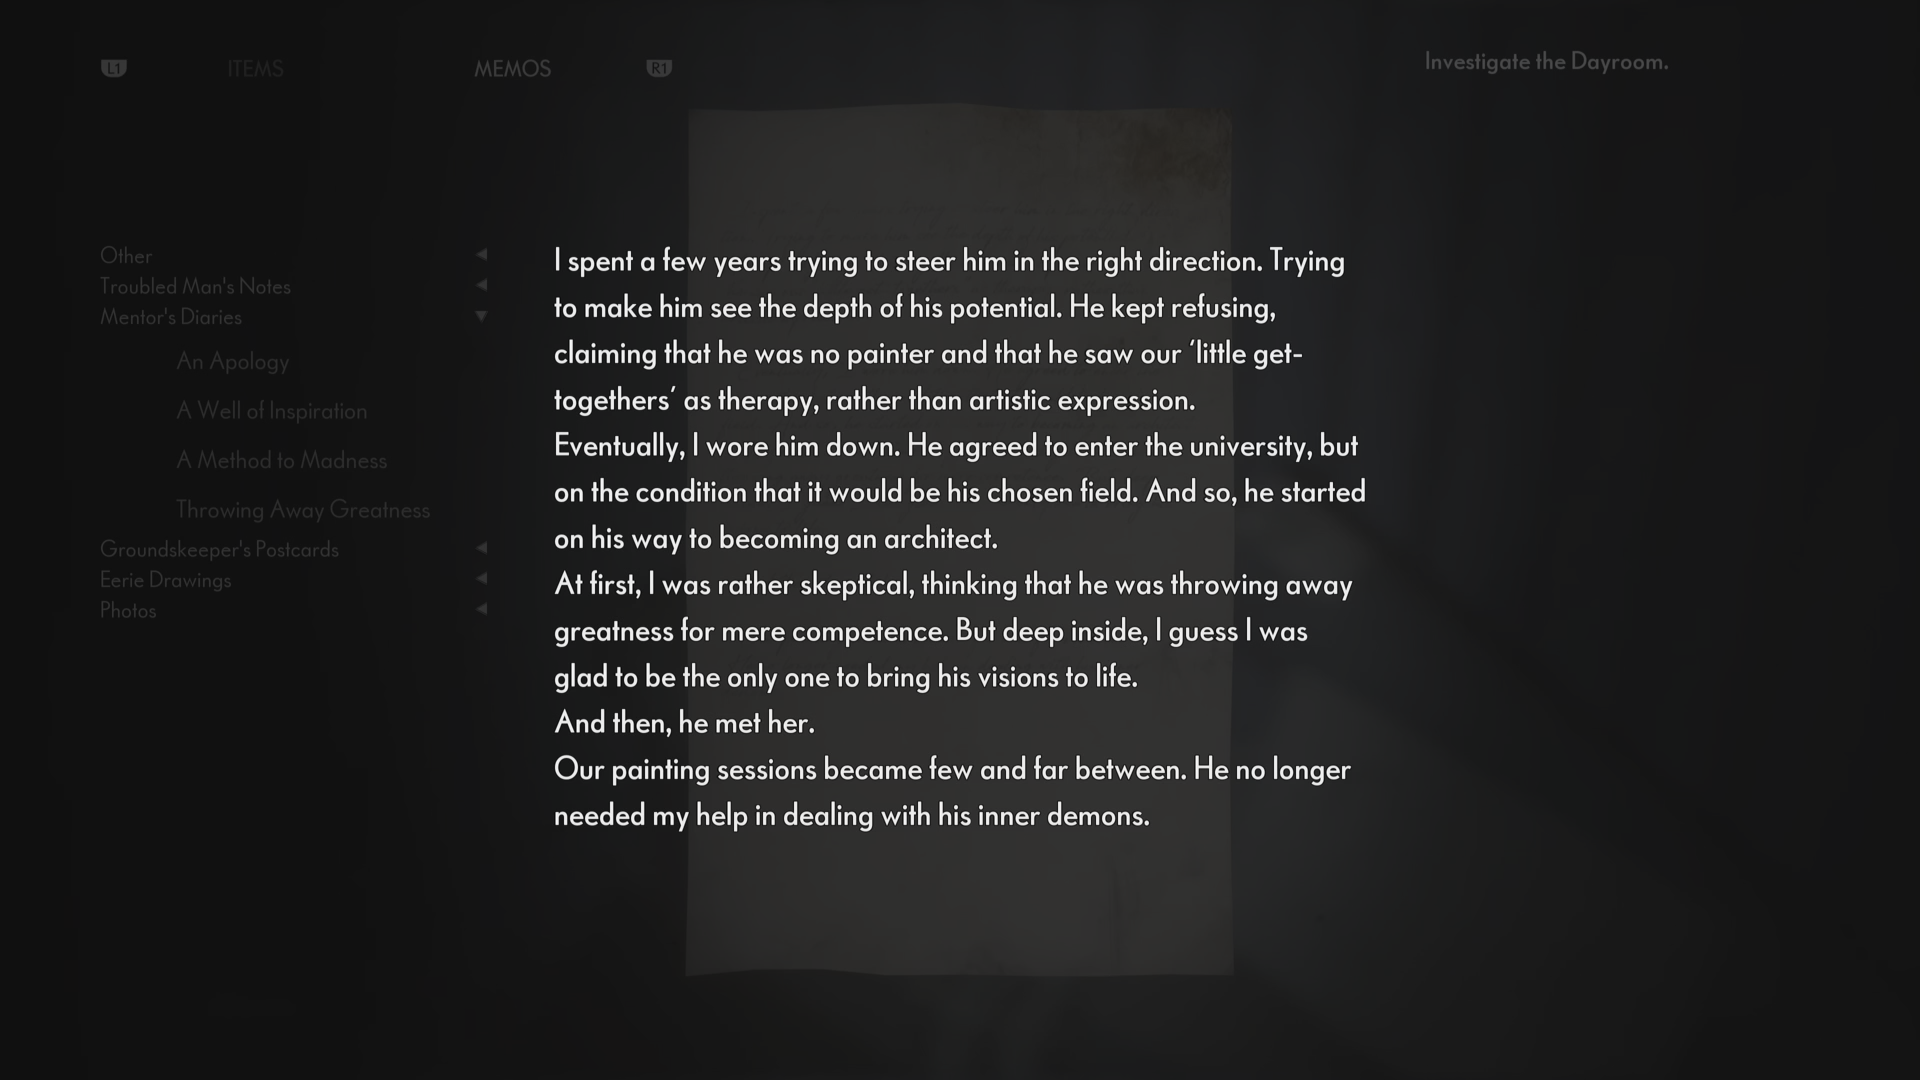 L1
ITEMS
MEMOS
R1
Investigate the Dayroom.
Other
Troubled Man's Notes
Mentor's Diaries
An Apology
A Well of Inspiration
A Method to Madness
Throwing Away Greatness
Groundskeeper's Postcards
Eerie Drawings
Photos
I spent a few years trying to steer him in the right direction. Trying
to make him see the depth of his potential. He kept refusing,
claiming that he was no painter and that he saw our ‘little get-
togethers’ as therapy, rather than artistic expression.
Eventually, I wore him down. He agreed to enter the university, but
on the condition that it would be his chosen field. And so, he started
on his way to becoming an architect.
At first, I was rather skeptical, thinking that he was throwing away
greatness for mere competence. But deep inside, I guess I was
glad to be the only one to bring his visions to life.
And then, he met her.
Our painting sessions became few and far between. He no longer
needed my help in dealing with his inner demons.